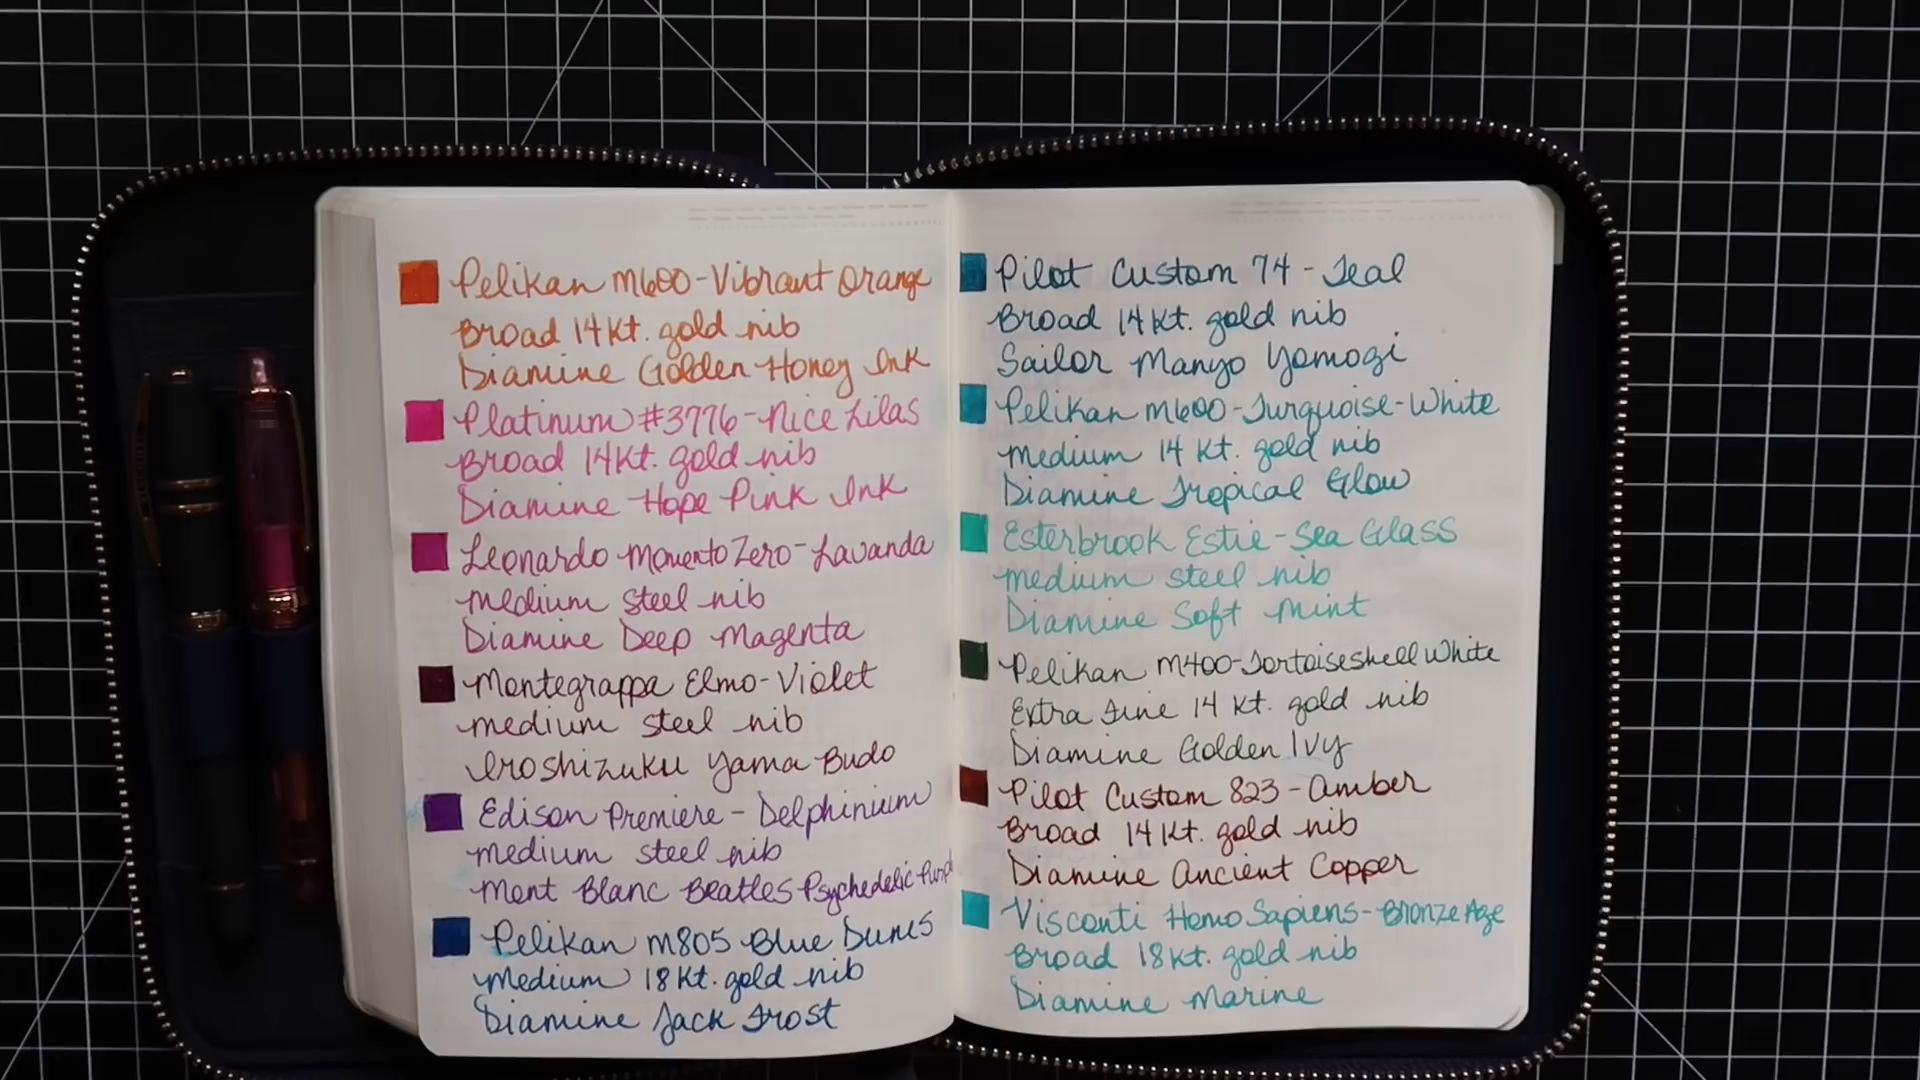 Pelikan M600-Vibrant Orange
Broad 14Kt. gold nib
Diamine Golden Honey Ink
Platinum #3776-Nice Lilas
Broad 14Kt. gold nib
Diamine Hope Pink Ink
Leonardo Momento Zero-Lavanda
medium steel nib
Diamine Deep Magenta
Montegrappa Elmo-Violet
medium steel nib
Iroshizuku Yama-Budo
Edison Premiere-Delphinium
medium steel nib
Mont Blanc Beatles Psychedelic Purple
Pelikan M805 Blue Dunes
Medium 18Kt. gold nib
Diamine Jack Frost
Pilot Custom 74-Teal
Broad 14Kt. gold nib
Sailor Manyo Yomogi
Pelikan M600-Turquoise-White
medium 14 Kt. gold nib
Diamine Tropical Glow
Esterbrook Estie-Sea Glass
medium steel nib
Diamine Soft Mint
Pelikan M400-Tortoiseshell White
Extra Fine 14 Kt. gold nib
Diamine Golden Ivy
Pilot Custom 823-Amber
Broad 14Kt. gold nib
Diamine Ancient Copper
Visconti Homo Sapiens-Bronze Age
Broad 18Kt. gold nib
Diamine Marine